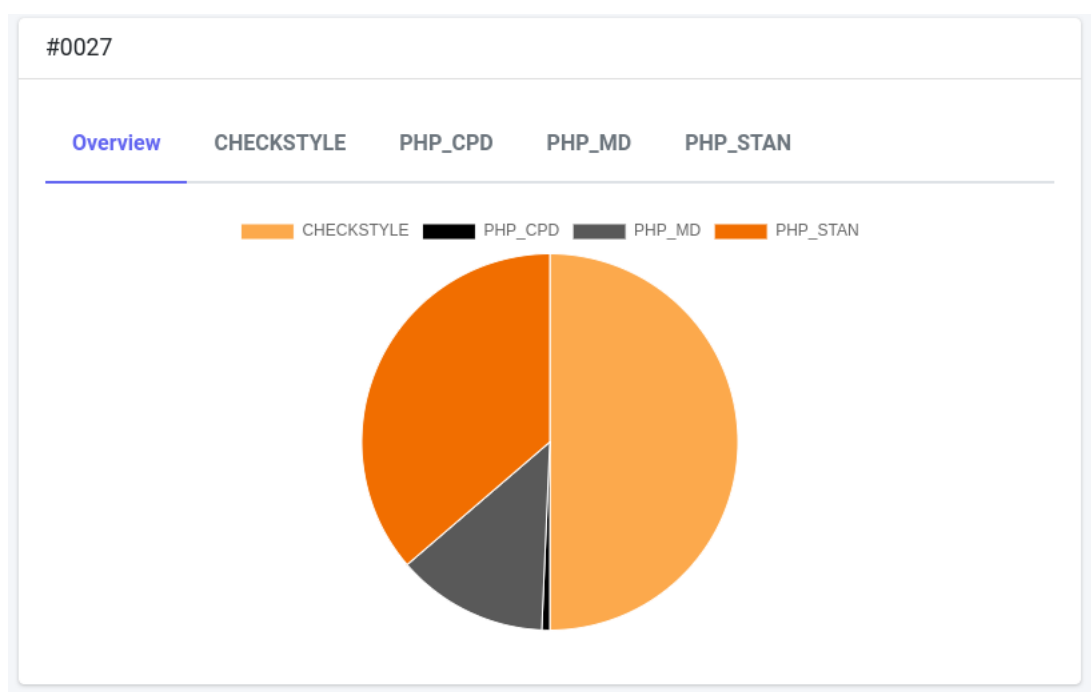 #0027
Overview CHECKSTYLE PHP_CPD PHP_MD PHP_STAN
CHECKSTYLE PHP_CPD PHP_MD PHP_STAN